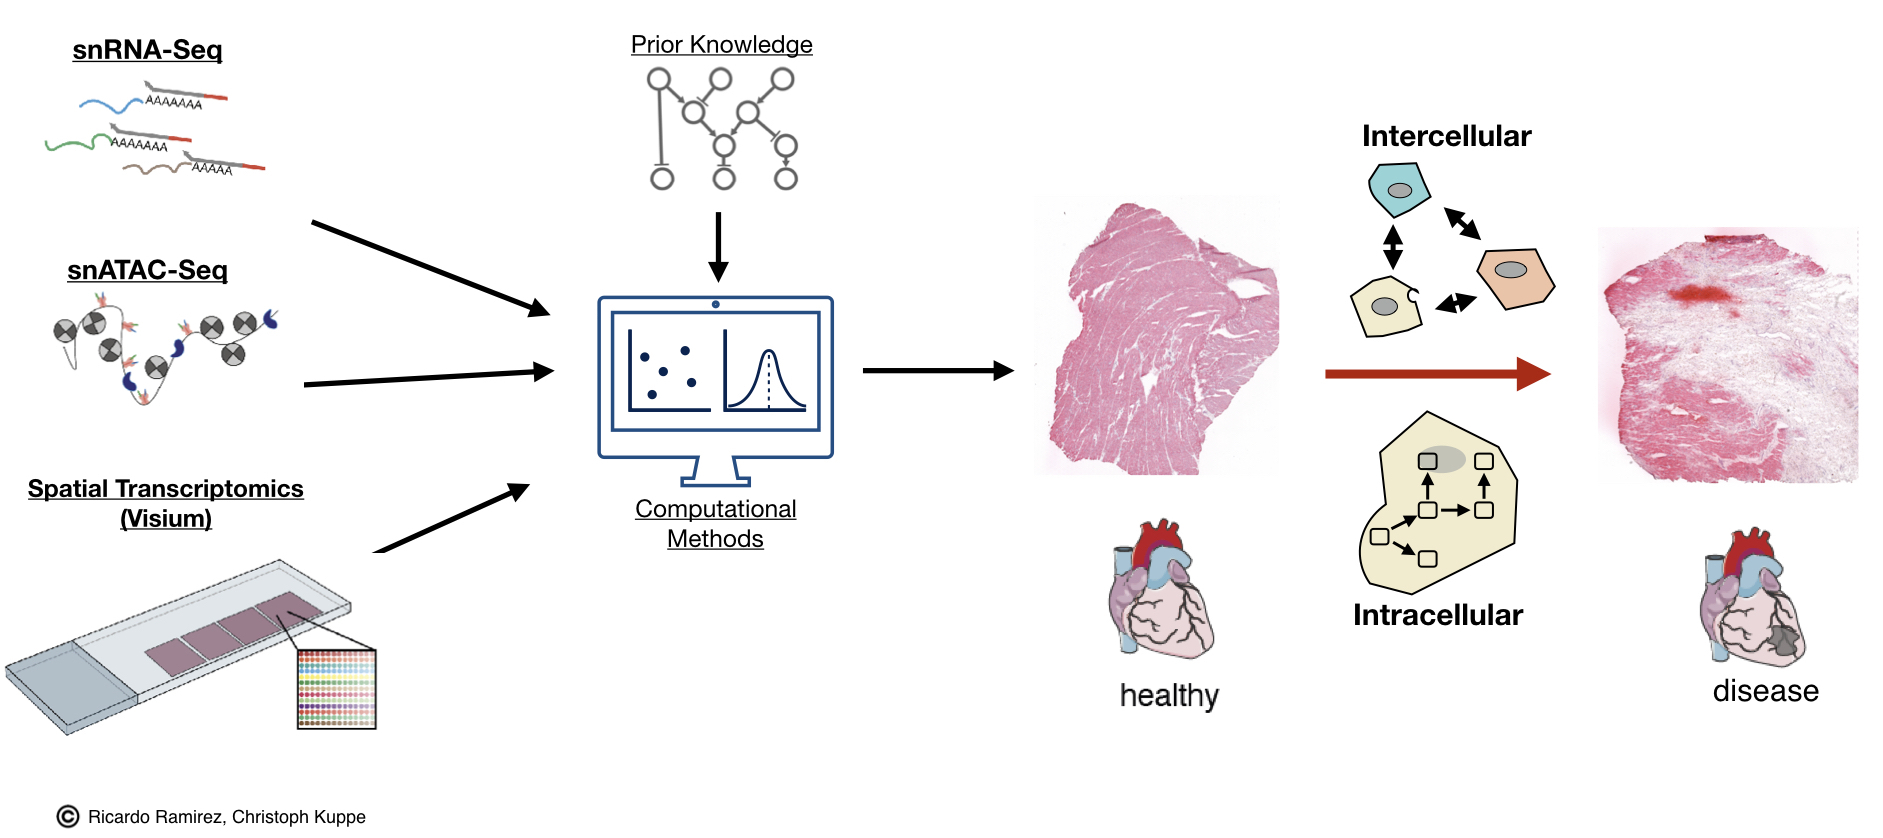 snRNA-Seq
AAAAAAA
AAAAAAA
AAAAA
snATAC-Seq
Spatial Transcriptomics
(Visium)
Prior Knowledge
Computational
Methods
healthy
Intercellular
Intracellular
disease
© Ricardo Ramirez, Christoph Kuppe